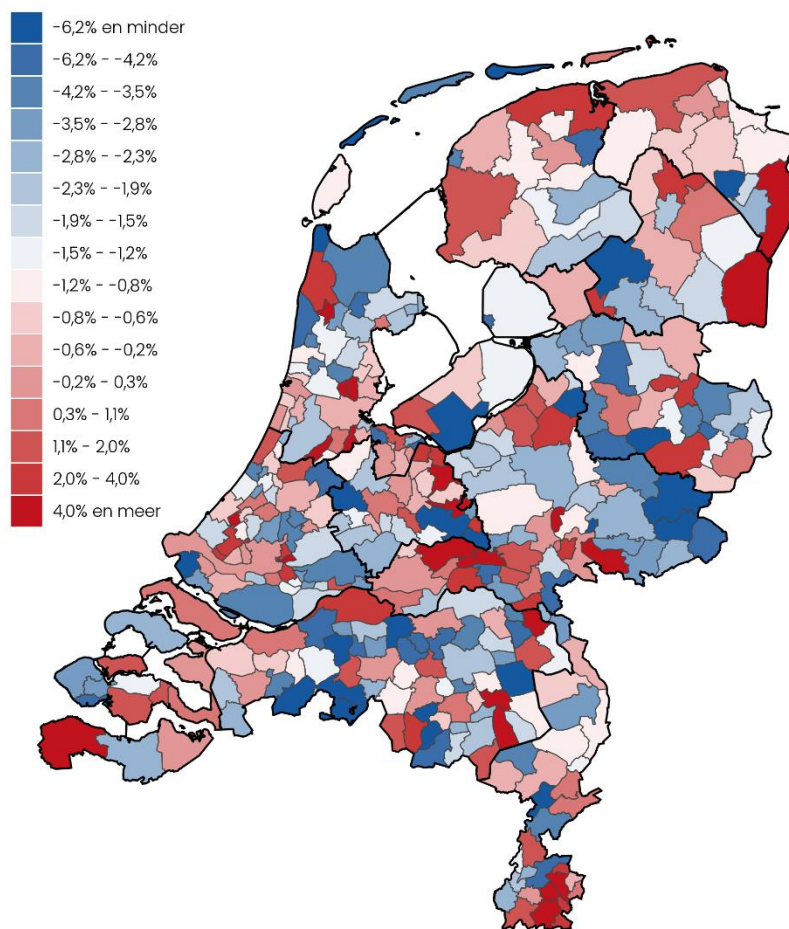 -6,2% en minder
-6,2% - -4,2%
-4,2% - -3,5%
-3,5% - -2,8%
-2,8% - -2,3%
-2,3% - -1,9%
-1,9% - -1,5%
-1,5% - -1,2%
-1,2% - -0,8%
-0,8% - -0,6%
-0,6% - -0,2%
-0,2% - 0,3%
0,3% - 1,1%
1,1% - 2,0%
2,0% - 4,0%
4,0% en meer